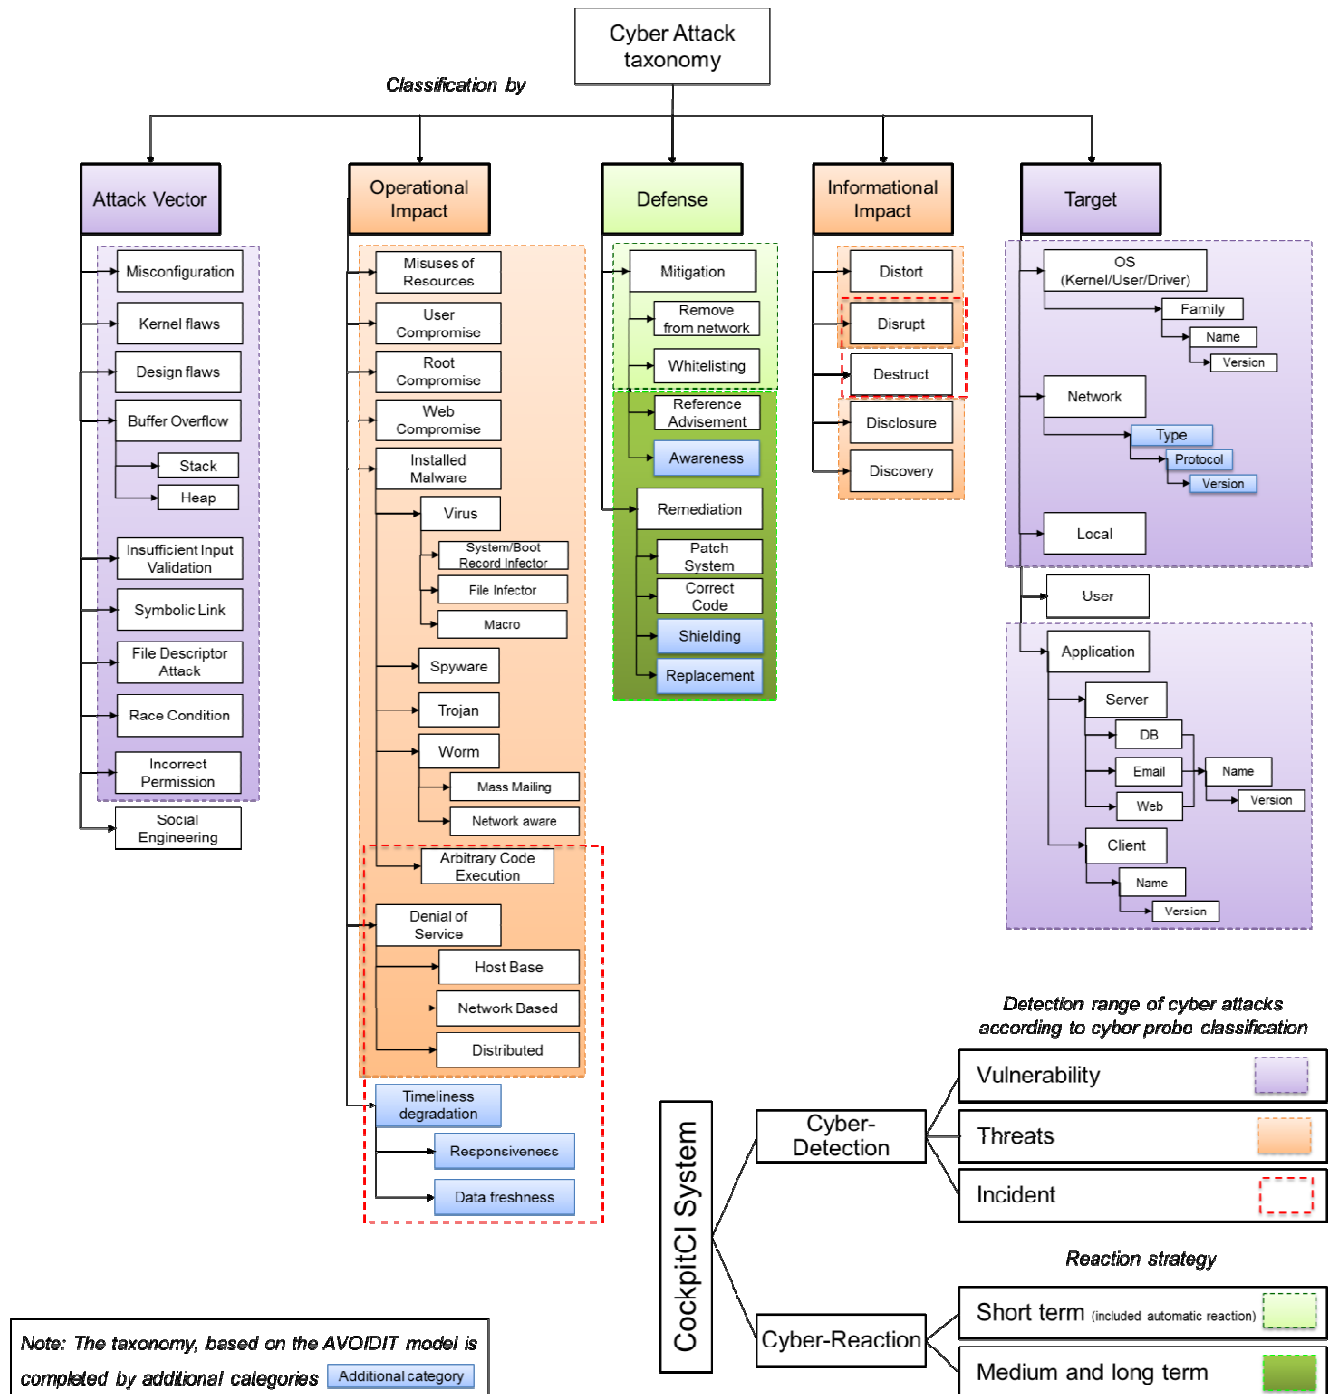 Cyber Attack
taxonomy
Classification by
Attack Vector
Misconfiguration
Kernel flaws
Design flaws
Buffer Overflow
Stack
Heap
Insufficient Input
Validation
Symbolic Link
File Descriptor
Attack
Race Condition
Incorrect
Permission
Social
Engineering
Operational
Impact
Misuses of
Resources
User
Compromise
Root
Compromise
Web
Compromise
Installed
Malware
Virus
System/Boot
Record Infector
File Infector
Macro
Spyware
Trojan
Worm
Mass Mailing
Network aware
Arbitrary Code
Execution
Denial of
Service
Host Base
Network Based
Distributed
Timeliness
degradation
Responsiveness
Data freshness
Defense
Mitigation
Remove
from network
Whitelisting
Reference
Advisement
Awareness
Remediation
Patch
System
Correct
Code
Shielding
Replacement
Informational
Impact
Distort
Disrupt
Destruct
Disclosure
Discovery
Target
OS
(Kernel/User/Driver)
Family
Name
Version
Network
Type
Protocol
Version
Local
User
Application
Server
DB
Email
Web
Name
Version
Client
Name
Version
Detection range of cyber attacks
according to cyber probe classification
CockpitCI System
Cyber-
Detection
Vulnerability
Threats
Incident
Reaction strategy
Cyber-Reaction
Short term (included automatic reaction)
Medium and long term
Note: The taxonomy, based on the AVOIDIT model is
completed by additional categories Additional category